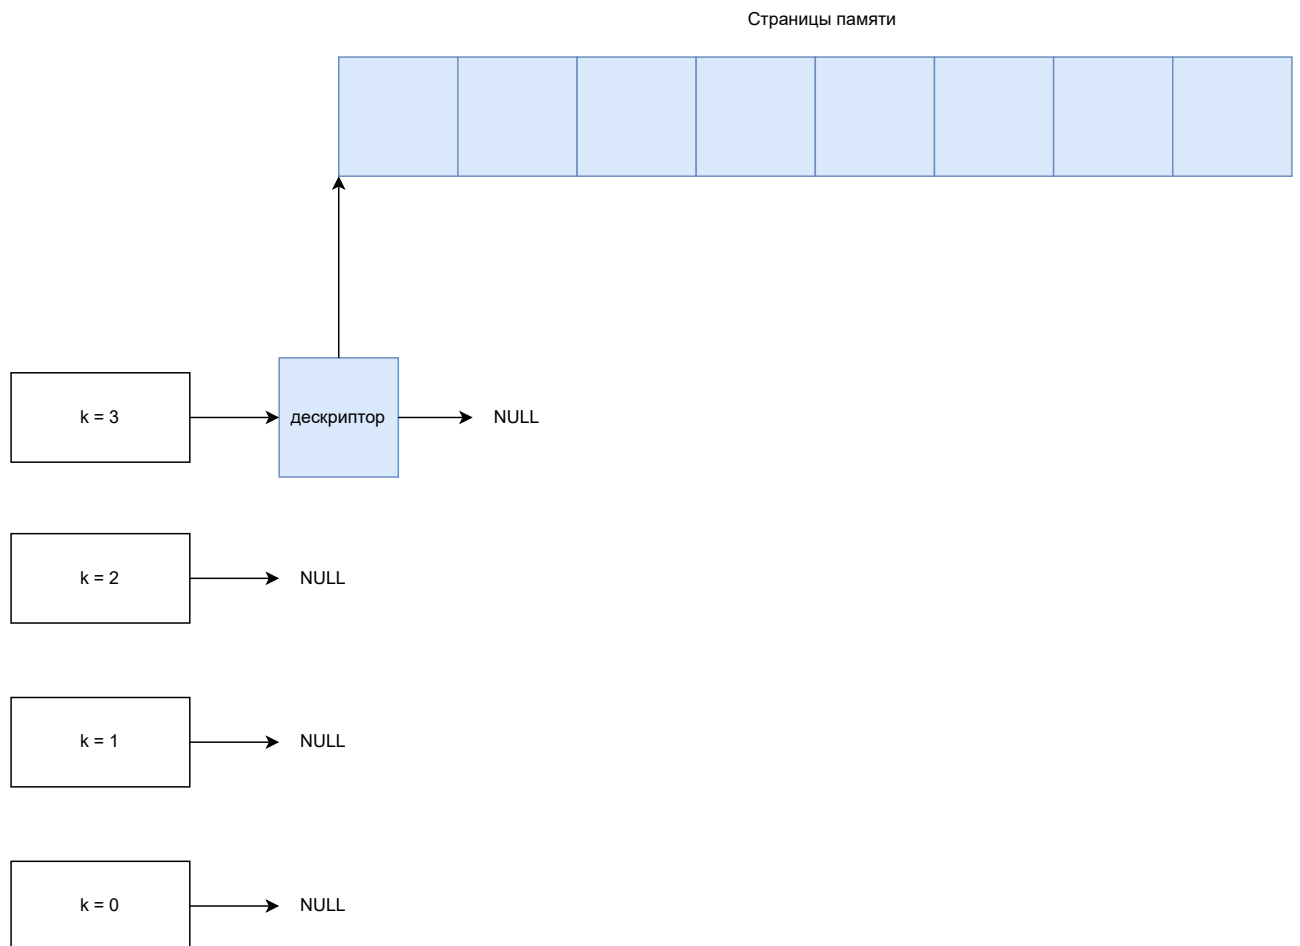 Страницы памяти
k = 3
дескриптор
NULL
k = 2
NULL
k = 1
NULL
k = 0
NULL